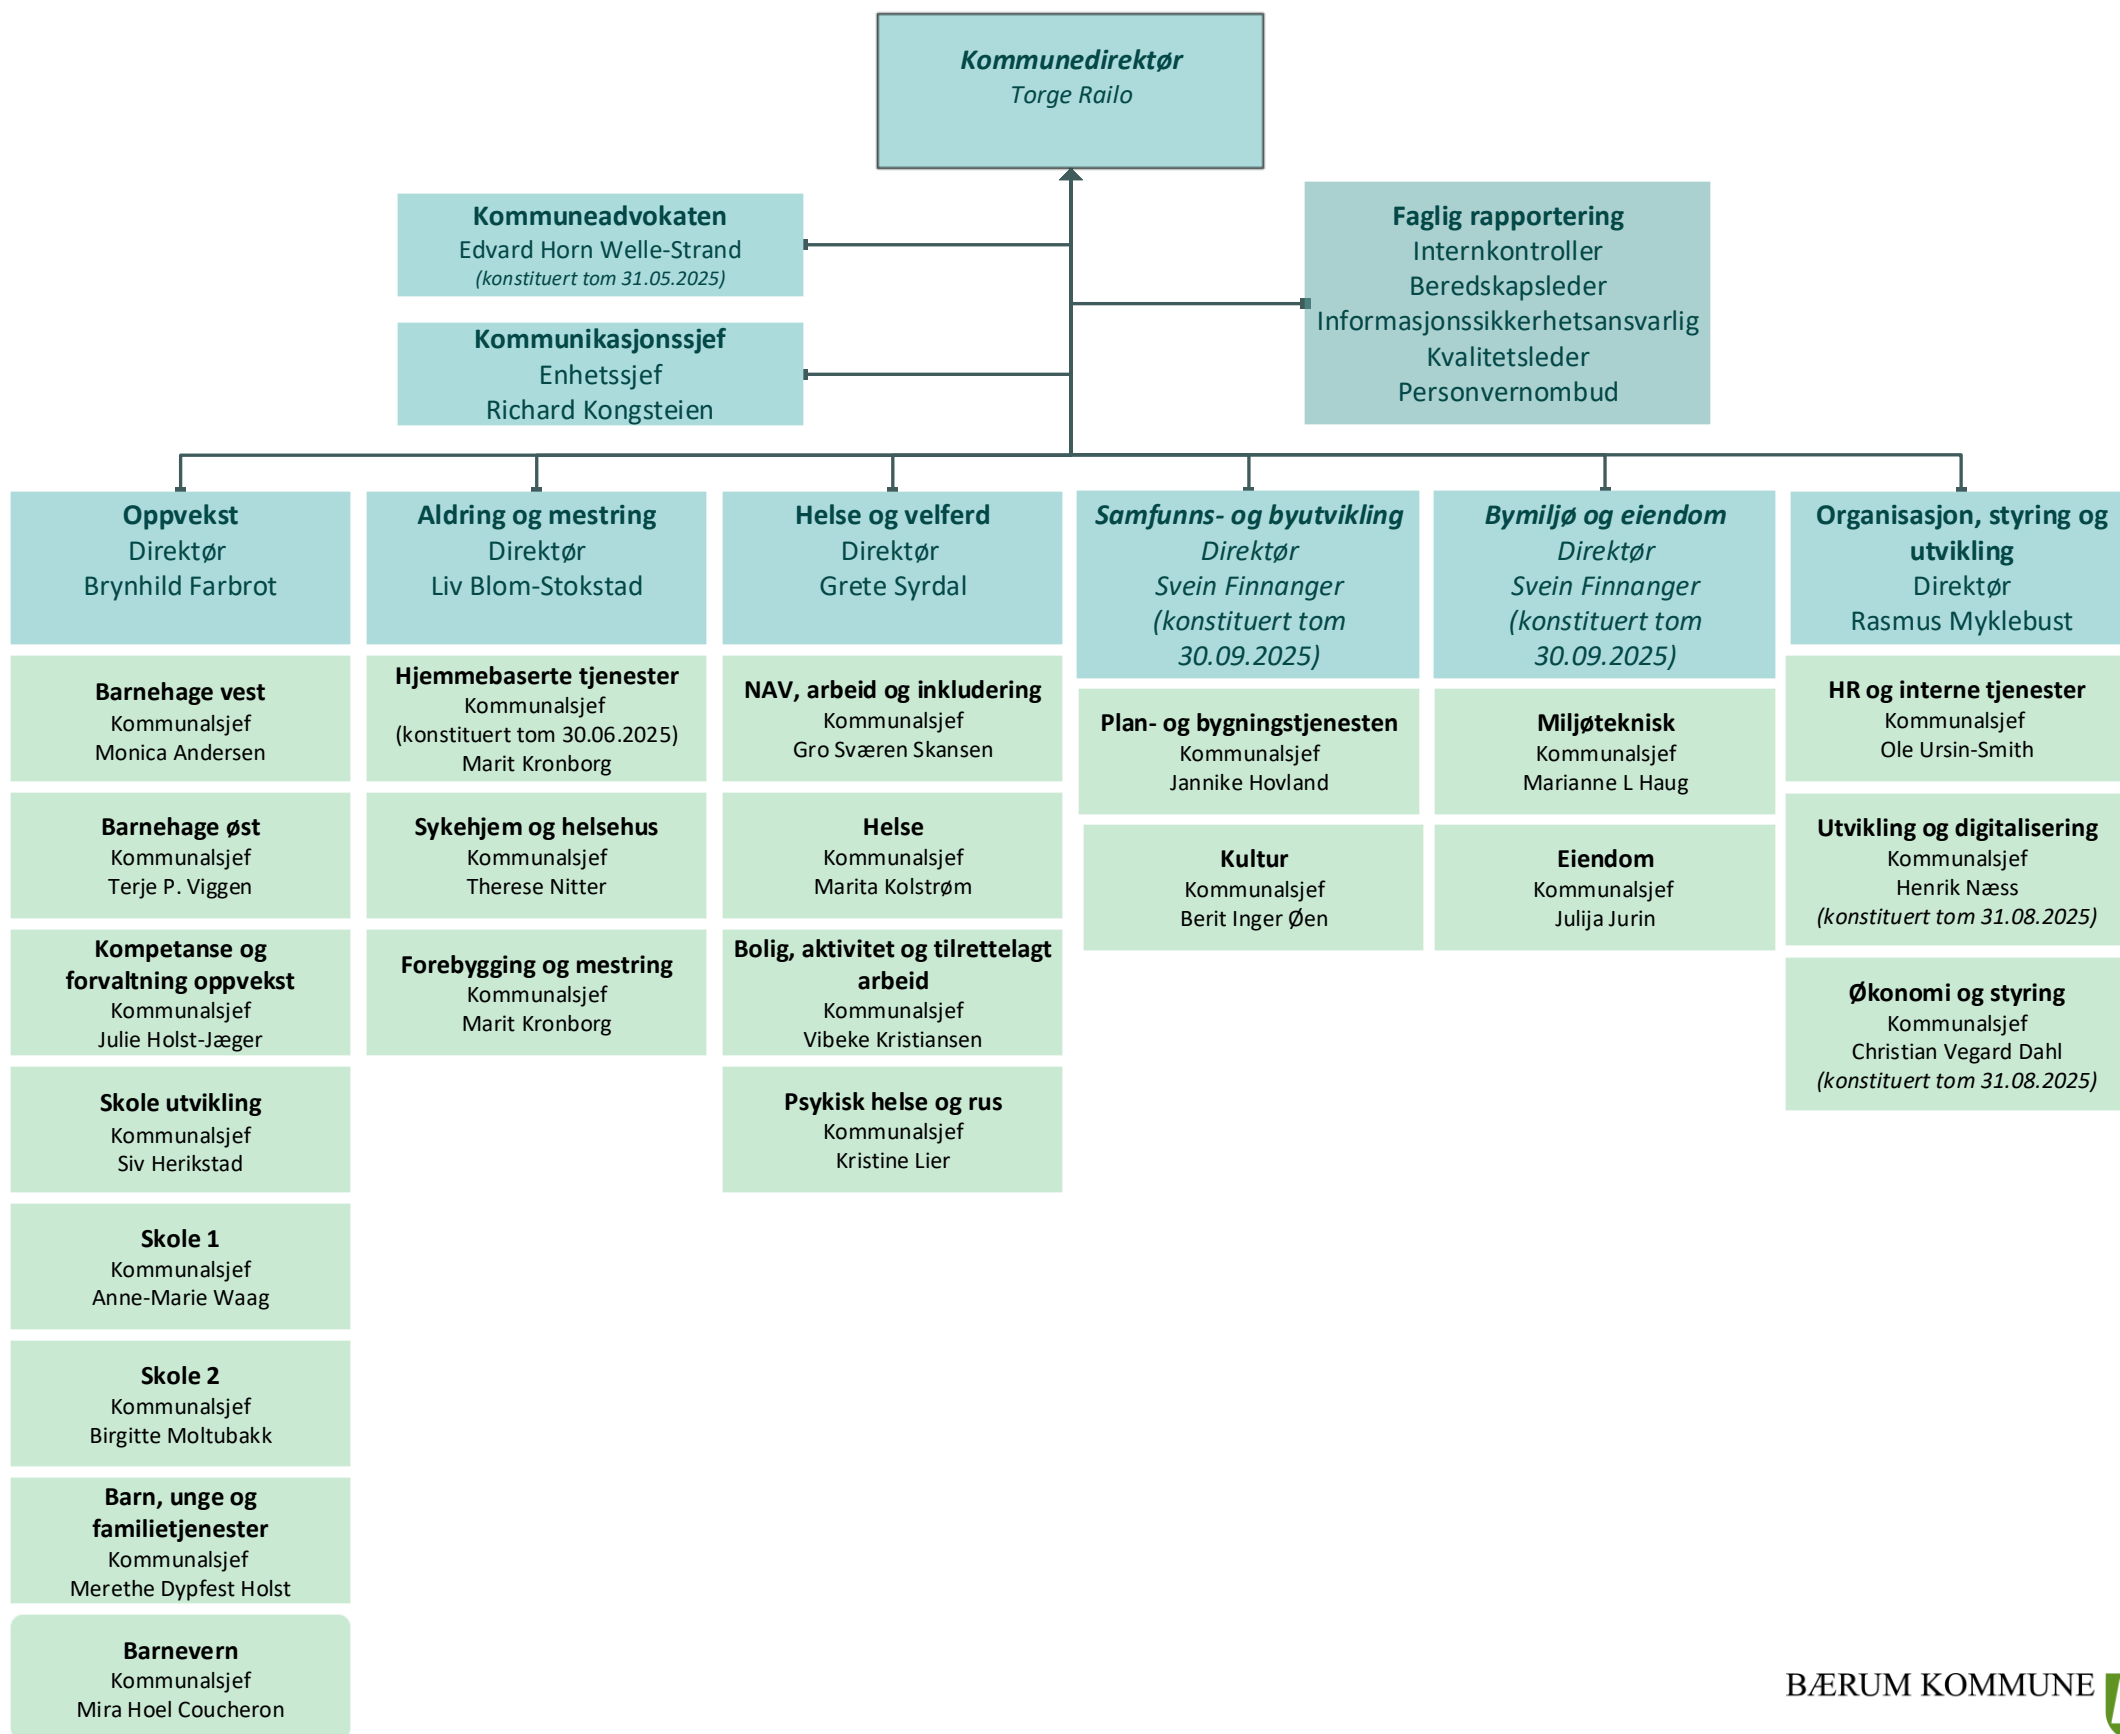 Kommunedirektør
Torge Railo
Kommuneadvokaten
Edvard Horn Welle-Strand
(konstituert tom 31.05.2025)
Kommunikasjonssjef
Enhetssjef
Richard Kongsteien
Faglig rapportering
Internkontroller
Beredskapsleder
Informasjonssikkerhetsansvarlig
Kvalitetsleder
Personvernombud
Oppvekst
Direktør
Brynhild Farbrot
Barnehage vest
Kommunalsjef
Monica Andersen
Barnehage øst
Kommunalsjef
Terje P. Viggen
Kompetanse og
forvaltning oppvekst
Kommunalsjef
Julie Holst-Jæger
Skole utvikling
Kommunalsjef
Siv Herikstad
Skole 1
Kommunalsjef
Anne-Marie Waag
Skole 2
Kommunalsjef
Birgitte Moltubakk
Barn, unge og
familietjenester
Kommunalsjef
Merethe Dypfest Holst
Barnevern
Kommunalsjef
Mira Hoel Coucheron
Aldring og mestring
Direktør
Liv Blom-Stokstad
Hjemmebaserte tjenester
Kommunalsjef
(konstituert tom 30.06.2025)
Marit Kronborg
Sykehjem og helsehus
Kommunalsjef
Therese Nitter
Forebygging og mestring
Kommunalsjef
Marit Kronborg
Helse og velferd
Direktør
Grete Syrdal
NAV, arbeid og inkludering
Kommunalsjef
Gro Sværen Skansen
Helse
Kommunalsjef
Marita Kolstrøm
Bolig, aktivitet og tilrettelagt
arbeid
Kommunalsjef
Vibeke Kristiansen
Psykisk helse og rus
Kommunalsjef
Kristine Lier
Samfunns- og byutvikling
Direktør
Svein Finnanger
(konstituert tom
30.09.2025)
Plan- og bygningstjenesten
Kommunalsjef
Jannike Hovland
Kultur
Kommunalsjef
Berit Inger Øen
Bymiljø og eiendom
Direktør
Svein Finnanger
(konstituert tom
30.09.2025)
Miljøteknisk
Kommunalsjef
Marianne L Haug
Eiendom
Kommunalsjef
Julija Jurin
Organisasjon, styring og
utvikling
Direktør
Rasmus Myklebust
HR og interne tjenester
Kommunalsjef
Ole Ursin-Smith
Utvikling og digitalisering
Kommunalsjef
Henrik Næss
(konstituert tom 31.08.2025)
Økonomi og styring
Kommunalsjef
Christian Vegard Dahl
(konstituert tom 31.08.2025)
BÆRUM KOMMUNE